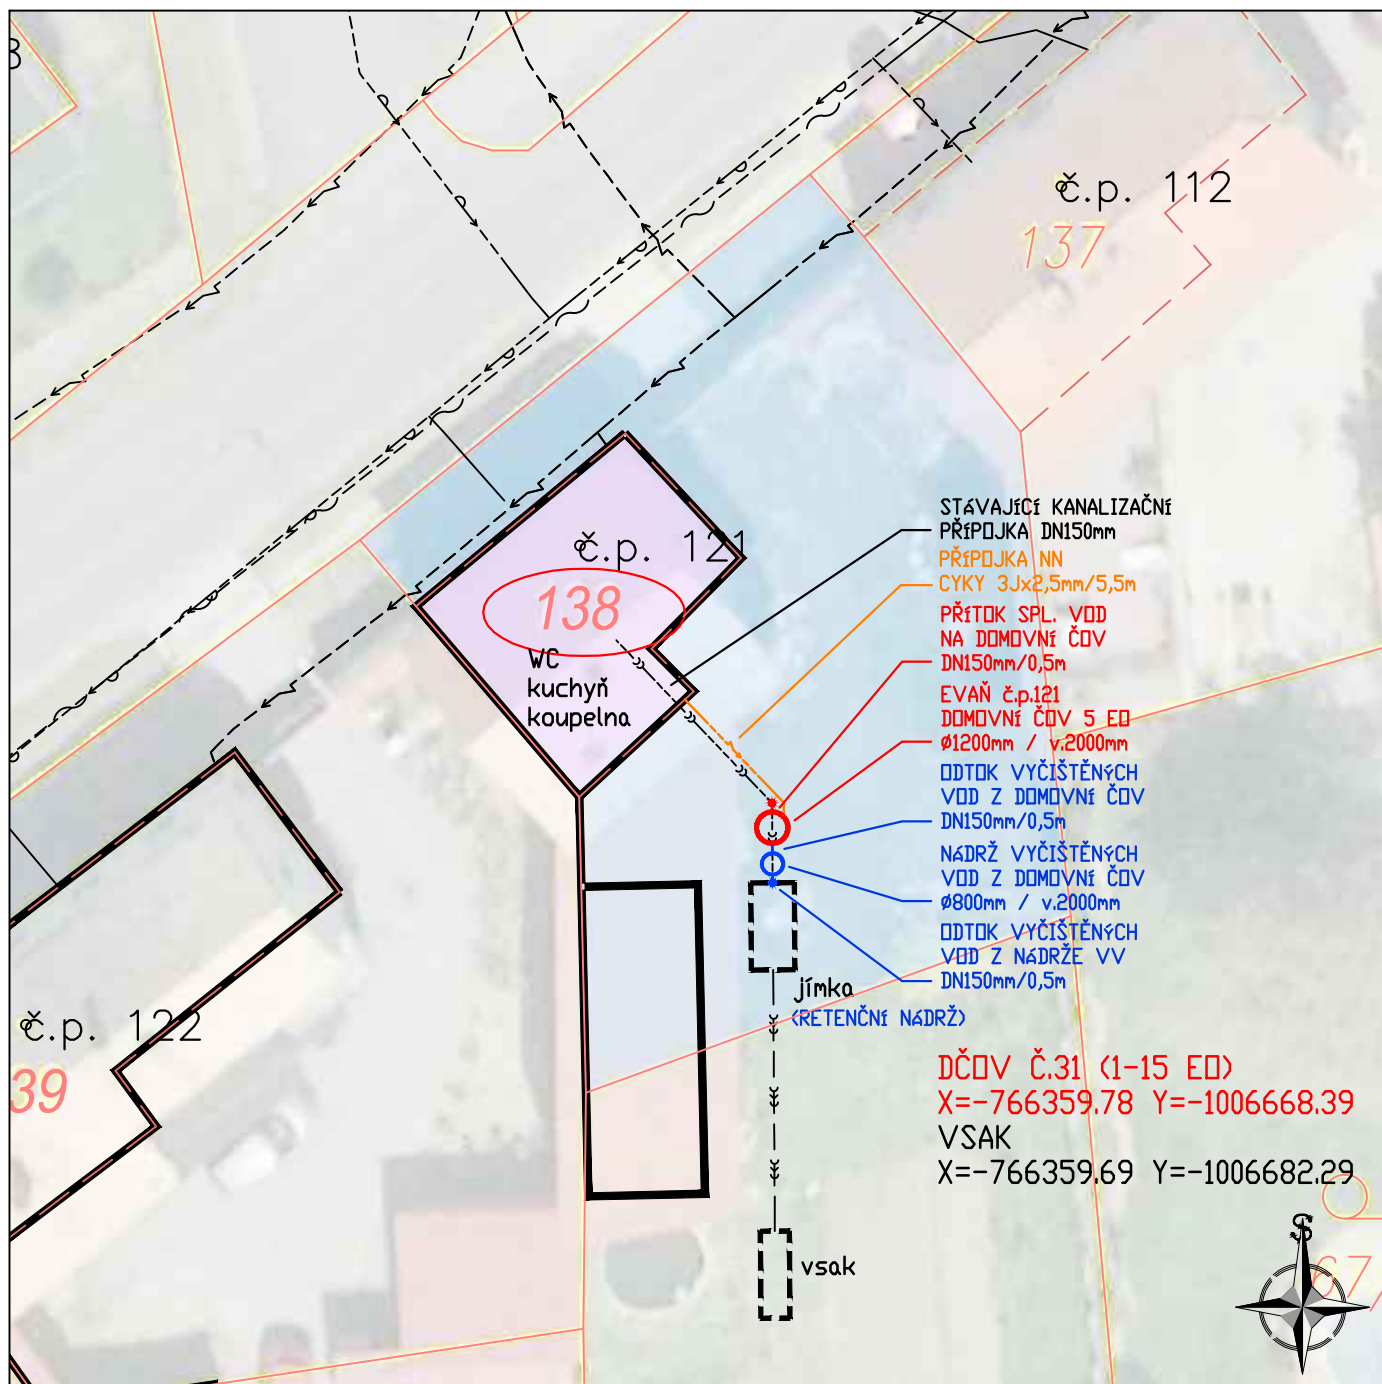 3
č.p. 112
137
č.p. 121
138
WC
kuchyň
koupelna
STÁVAJÍCÍ KANALIZAČNÍ
PŘÍPOJKA DN150mm
PŘÍPOJKA NN
CYKY 3Jx2,5mm/5,5m
PŘÍTOK SPL. VOD
NA DOMOVNÍ ČOV
DN150mm/0,5m
EVAŇ č.p.121
DOMOVNÍ ČOV 5 EO
Ø1200mm / v.2000mm
ODTOK VYČIŠTĚNÝCH
VOD Z DOMOVNÍ ČOV
DN150mm/0,5m
NÁDRŽ VYČIŠTĚNÝCH
VOD Z DOMOVNÍ ČOV
Ø800mm / v.2000mm
ODTOK VYČIŠTĚNÝCH
VOD Z NÁDRŽE VV
DN150mm/0,5m
jímka
(RETENČNÍ NÁDRŽ)
č.p. 122
39
DČOV Č.31 (1-15 EO)
X=-766359.78 Y=-1006668.39
VSAK
X=-766359.69 Y=-1006682.29
vsak
S
67/